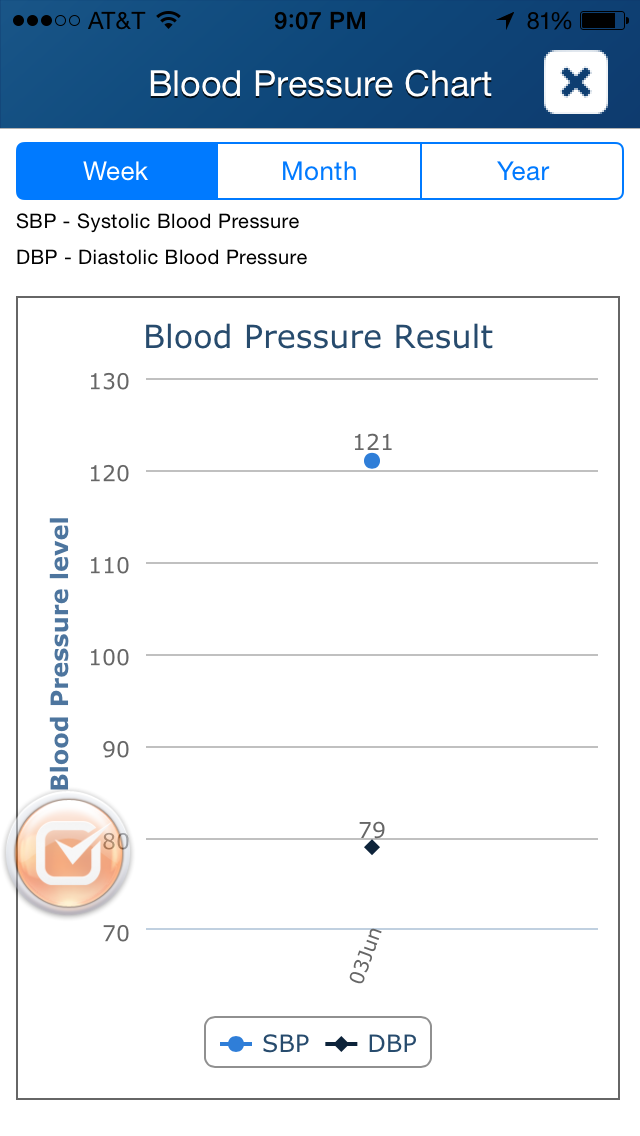 AT&T 9:07 PM 81%
Blood Pressure Chart
Week Month Year
SBP - Systolic Blood Pressure
DBP - Diastolic Blood Pressure
Blood Pressure Result
Blood Pressure level
130
121
120
110
100
90
79
80
70
03Jun
SBP DBP